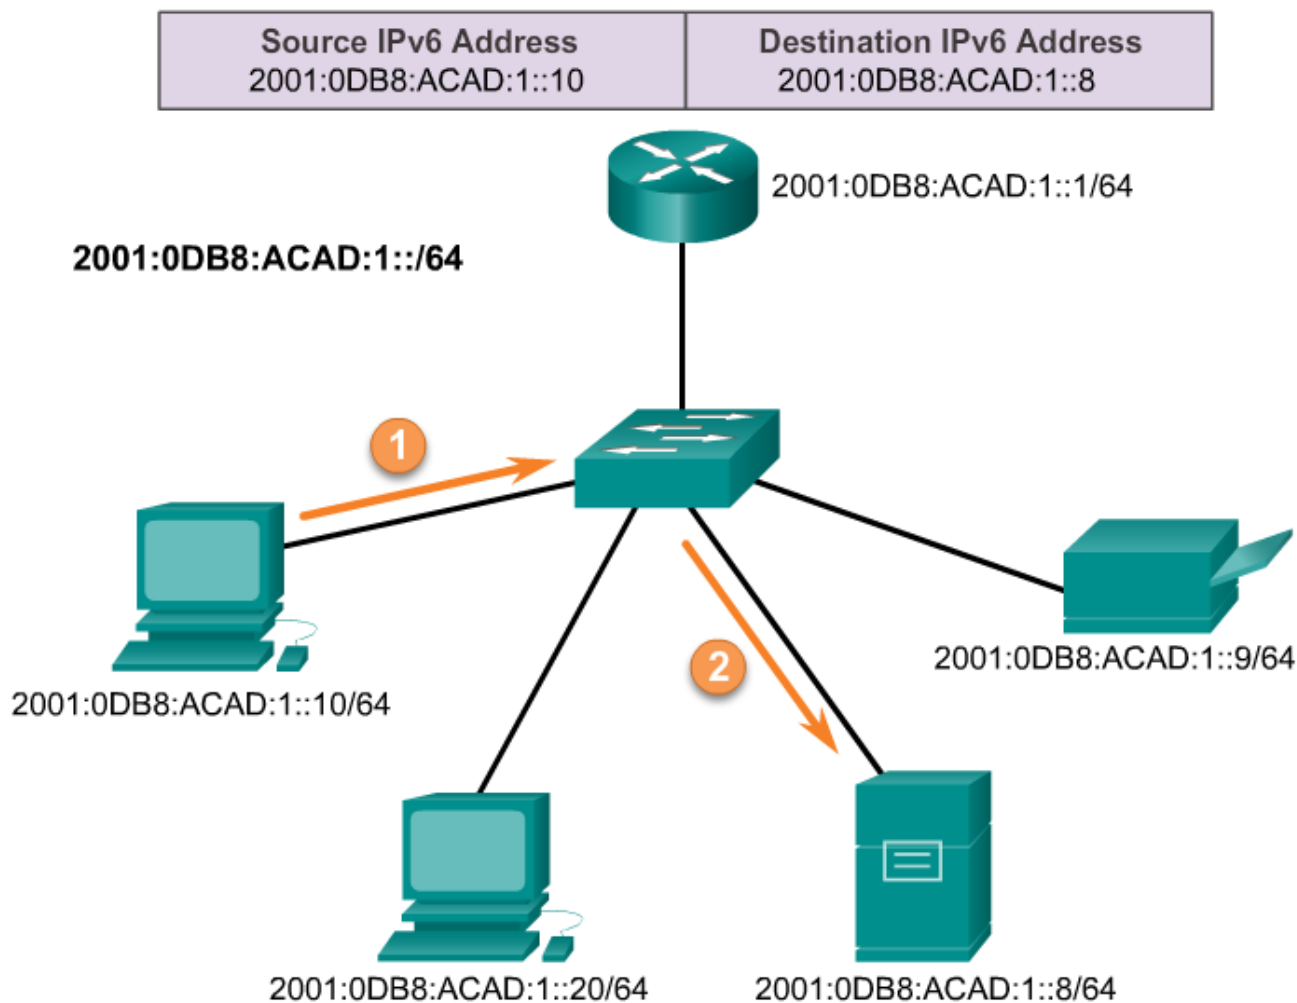 Source IPv6 Address
2001:0DB8:ACAD:1::10
Destination IPv6 Address
2001:0DB8:ACAD:1::8
2001:0DB8:ACAD:1::1/64
2001:0DB8:ACAD:1::/64
1
2
2001:0DB8:ACAD:1::9/64
2001:0DB8:ACAD:1::10/64
2001:0DB8:ACAD:1::20/64
2001:0DB8:ACAD:1::8/64